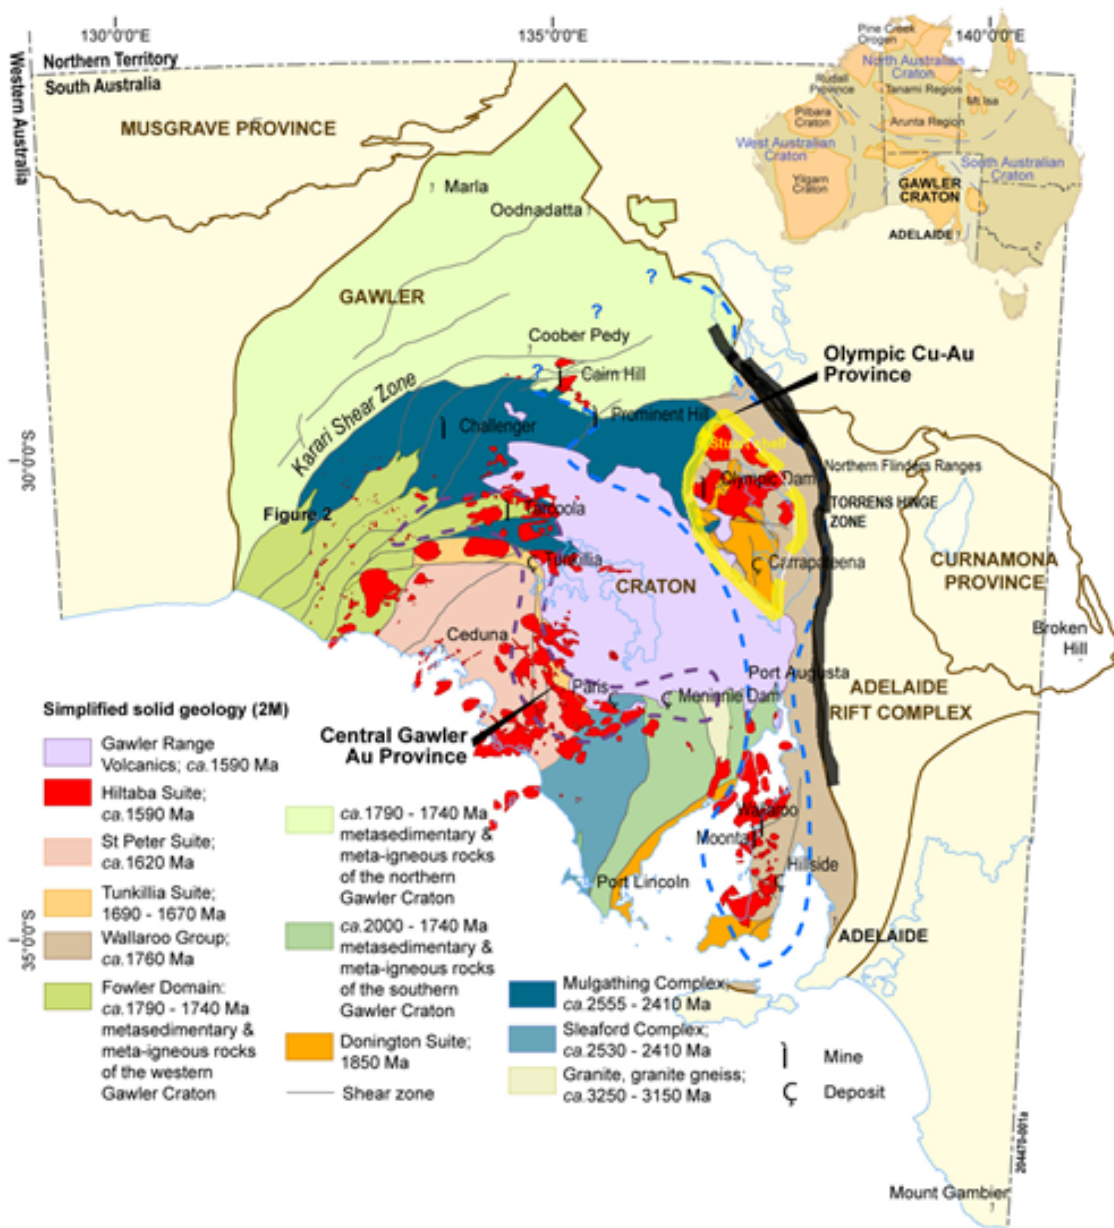 130°0'0"E
135°0'0"E
140°0'0"E
Western Australia
Northern Territory
South Australia
Pine Creek
Orogen
North Australian
Craton
Rudall
Province
Tanami Region
Mt Isa
Pilbara
Craton
Arunta Region
West Australian
Craton
South Australian
Craton
Yilgarn
Craton
GAWLER
CRATON
ADELAIDE
MUSGRAVE PROVINCE
Marla
Oodnadatta
?
GAWLER
?
Coober Pedy
Olympic Cu-Au
Province
?
Cairn Hill
Karari Shear Zone
Prominent Hill
Challenger
Stuart shelf
30°0'0"S
Northern Flinders Ranges
Olympic Dam
TORRENS HINGE
ZONE
Figure 2
Tarcoola
Tunkillia
Carrapateena
CRATON
CURNAMONA
PROVINCE
Broken
Hill
Ceduna
Port Augusta
Paris
Menninnie Dam
ADELAIDE
RIFT COMPLEX
Central Gawler
Au Province
Wallaroo
Moonta
Hillside
Port Lincoln
35°0'0"S
ADELAIDE
Mount Gambier
Simplified solid geology (2M)
Gawler Range
Volcanics; ca.1590 Ma
Hiltaba Suite;
ca.1590 Ma
St Peter Suite;
ca.1620 Ma
Tunkillia Suite;
1690 - 1670 Ma
Wallaroo Group;
ca.1760 Ma
Fowler Domain:
ca.1790 - 1740 Ma
metasedimentary &
meta-igneous rocks
of the western
Gawler Craton
ca.1790 - 1740 Ma
metasedimentary &
meta-igneous rocks
of the northern
Gawler Craton
ca.2000 - 1740 Ma
metasedimentary &
meta-igneous rocks
of the southern
Gawler Craton
Donington Suite;
1850 Ma
Shear zone
Mulgathing Complex;
ca.2555 - 2410 Ma
Sleaford Complex;
ca.2530 - 2410 Ma
Granite, granite gneiss;
ca.3250 - 3150 Ma
Mine
Deposit
204470-001a